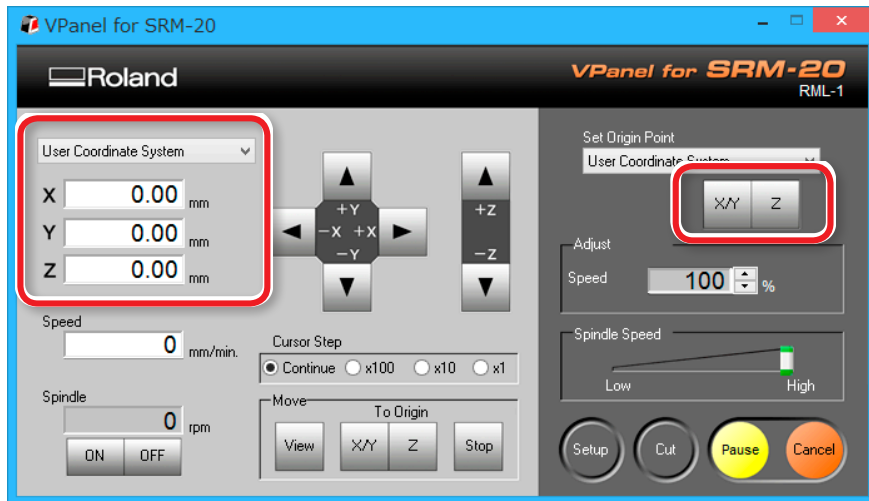 VPanel for SRM-20
Roland
VPanel for SRM-20
RML-1
User Coordinate System
X 0.00 mm
Y 0.00 mm
Z 0.00 mm
+Y
-X +X
-Y
+Z
-Z
Set Origin Point
User Coordinate System
X/Y Z
Adjust
Speed 100 %
Speed
0 mm/min.
Cursor Step
Continue x100 x10 x1
Spindle Speed
Low High
Spindle
0 rpm
ON OFF
Move
To Origin
View X/Y Z Stop
Setup Cut Pause Cancel